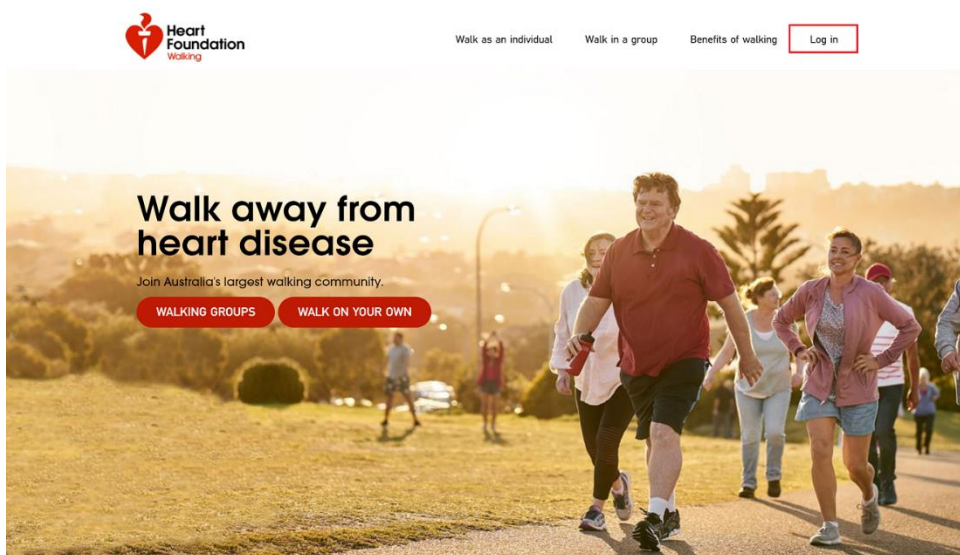 Heart
Foundation
Walking
Walk as an individual
Walk in a group
Benefits of walking
Log in
Walk away from
heart disease
Join Australia's largest walking community.
WALKING GROUPS
WALK ON YOUR OWN